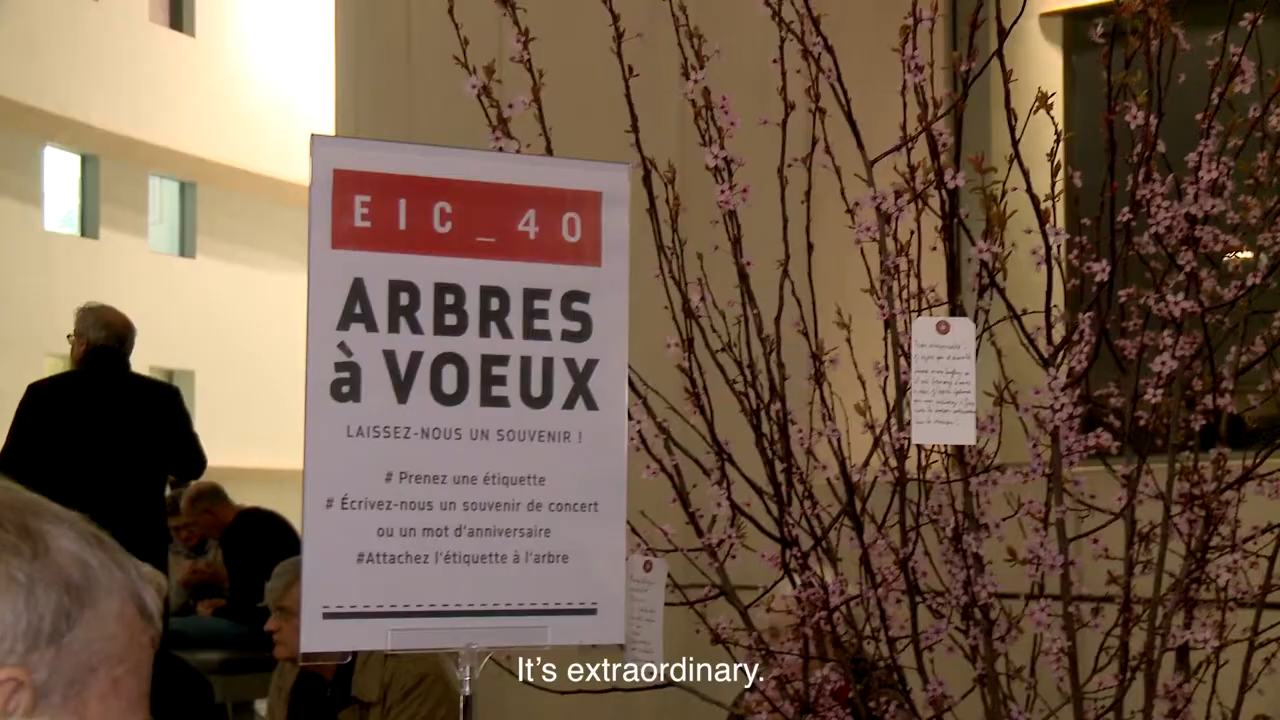 EIC_40
ARBRES
à VOEUX
LAISSEZ-NOUS UN SOUVENIR !
# Prenez une étiquette
# Écrivez-nous un souvenir de concert
ou un mot d'anniversaire
#Attachez l'étiquette à l'arbre
It's extraordinary.